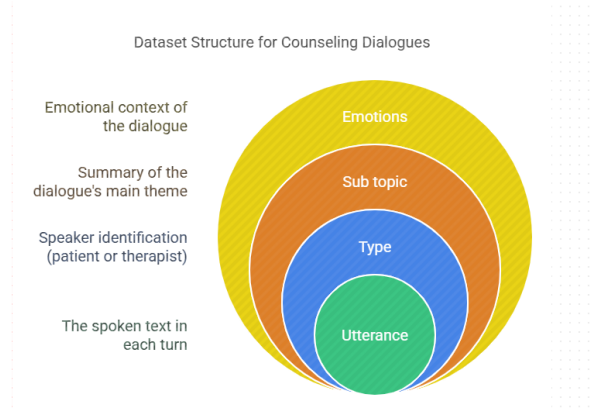 Dataset Structure for Counseling Dialogues
Emotional context of
the dialogue
Emotions
Summary of the
dialogue's main theme
Sub topic
Speaker identification
(patient or therapist)
Type
The spoken text in
each turn
Utterance